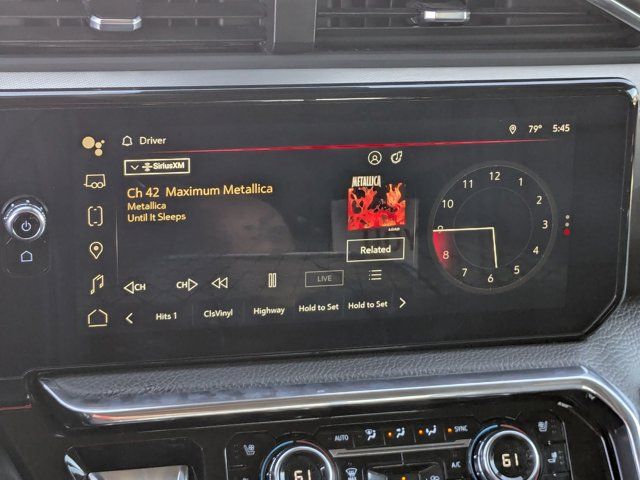 Driver
79° 5:45
SiriusXM
Ch 42 Maximum Metallica
Metallica
Until It Sleeps
METALLICA
LOAD
Related
12
1
2
3
4
5
6
7
8
9
10
11
CH
CH
LIVE
Hits 1 ClsVinyl Highway Hold to Set Hold to Set
AUTO
SYNC
A/C
61
61